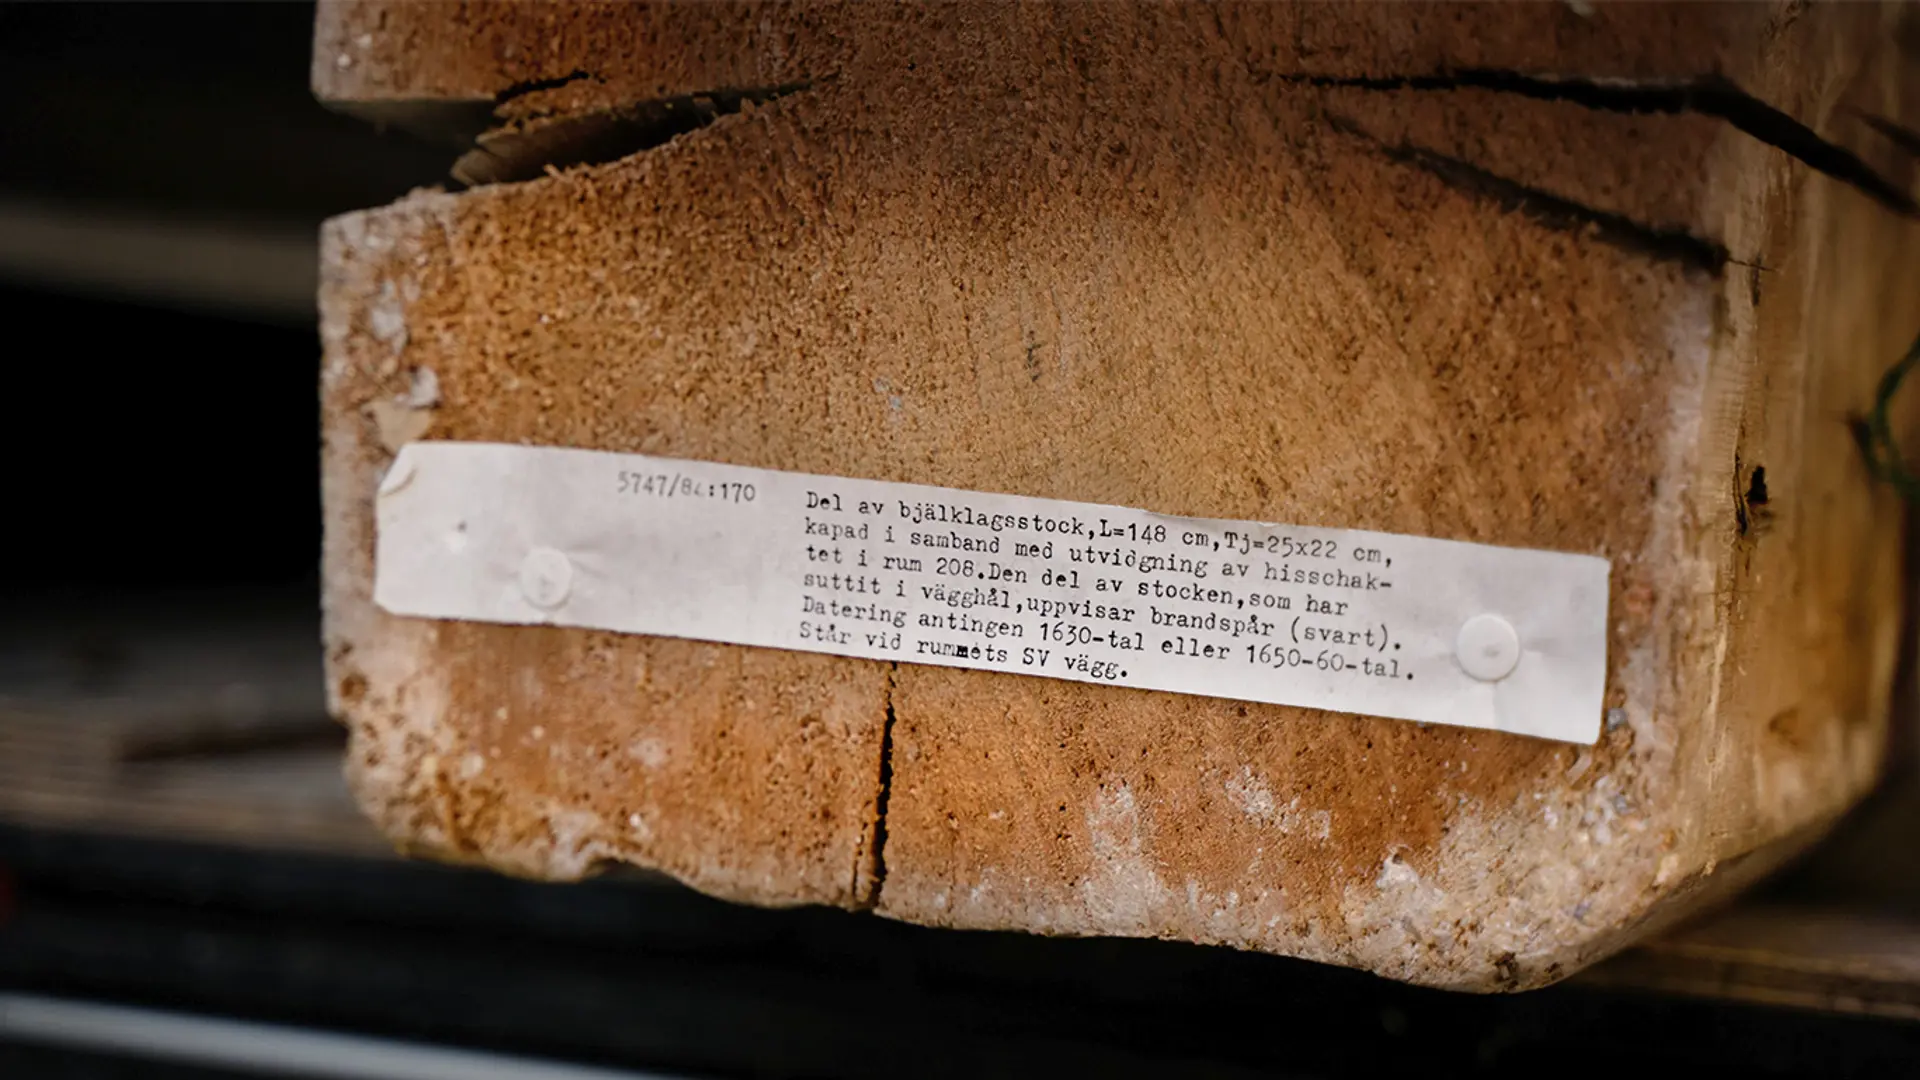 5747/84:170 Del av bjälklagsstock,L=148 cm,Tj=25x22 cm,
kapad i samband med utvidgning av hisschak-
tet i rum 208.Den del av stocken,som har
suttit i vägghål,uppvisar brandspår (svart).
Datering antingen 1630-tal eller 1650-60-tal.
Står vid rummets SV vägg.